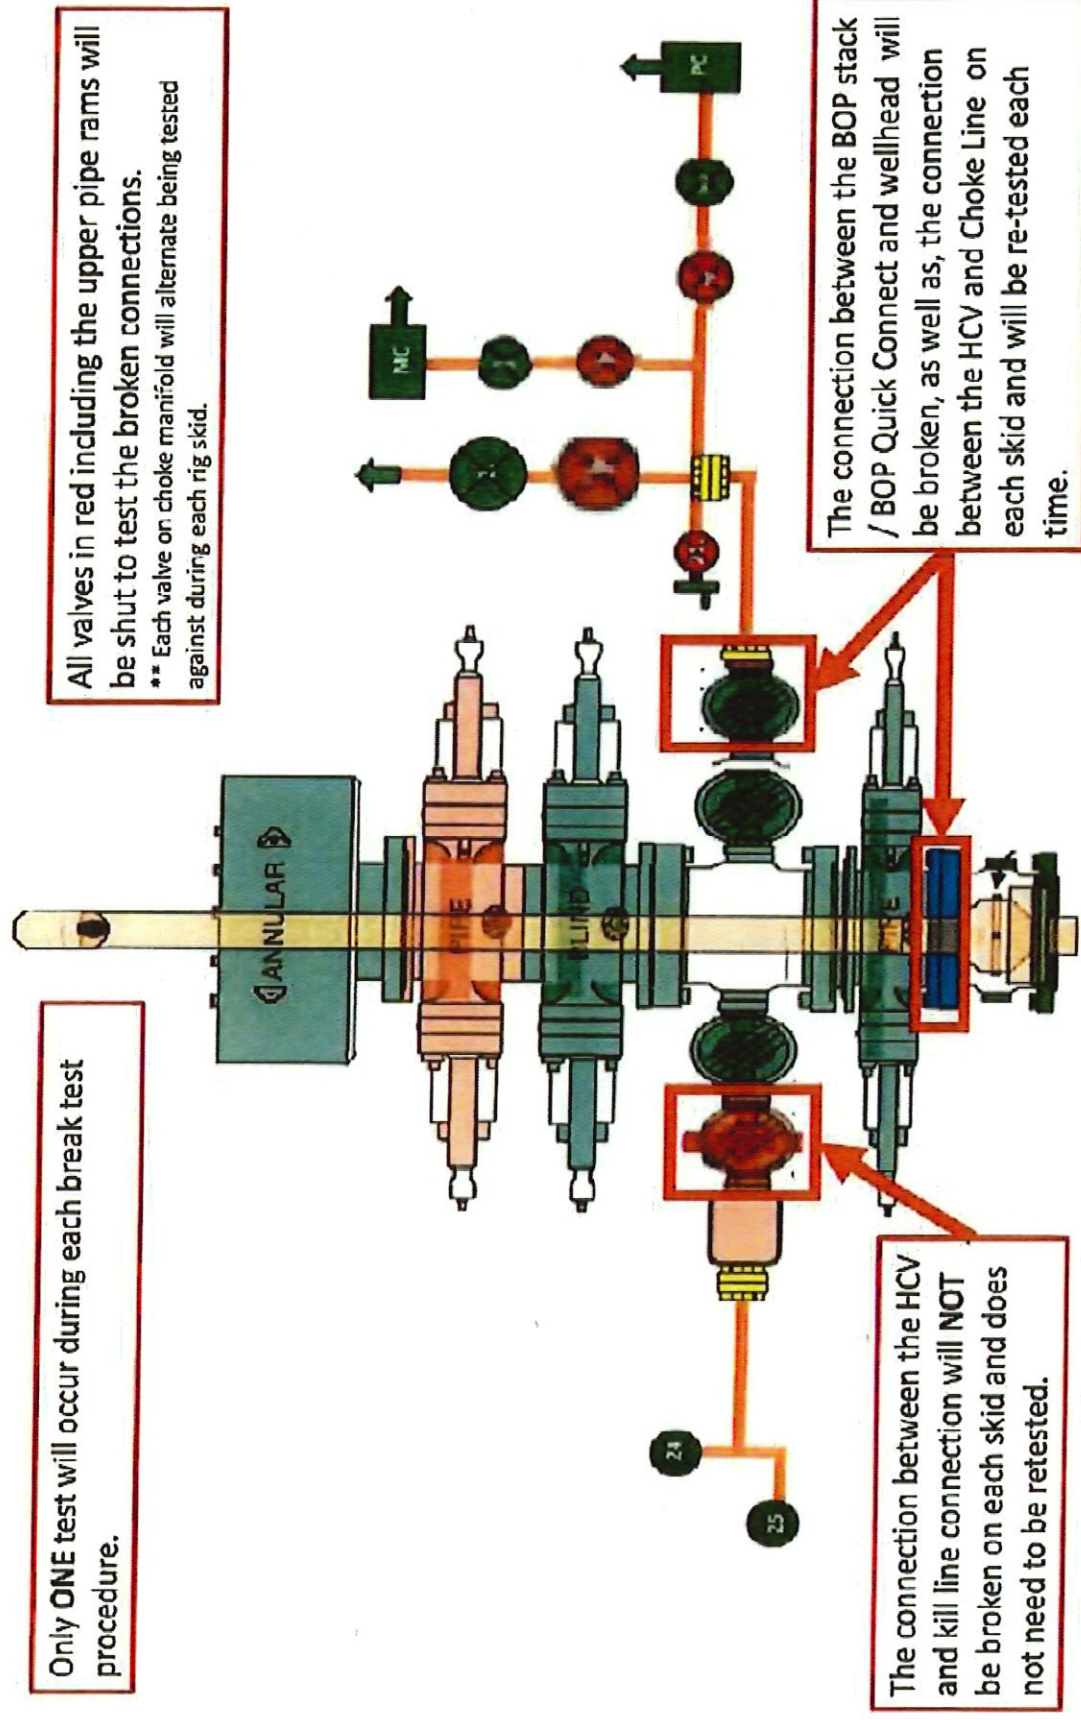 Only ONE test will occur during each break test
procedure.
All valves in red including the upper pipe rams will
be shut to test the broken connections.
** Each valve on choke manifold will alternate being tested
against during each rig skid.
ANNULAR
PIPE
BLIND
PIPE
MC
PC
24
25
The connection between the HCV
and kill line connection will NOT
be broken on each skid and does
not need to be retested.
The connection between the BOP stack
/ BOP Quick Connect and wellhead will
be broken, as well as, the connection
between the HCV and Choke Line on
each skid and will be re-tested each
time.